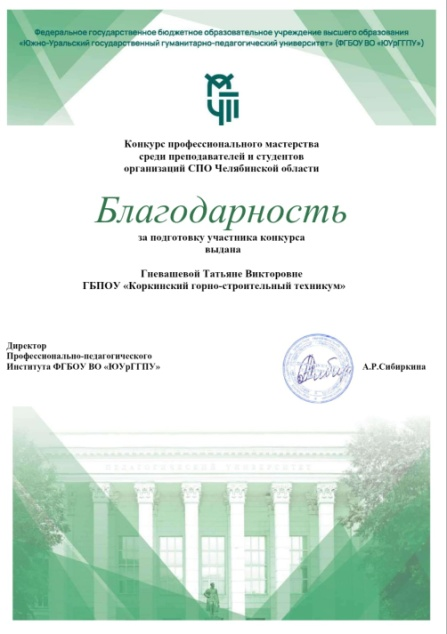 Федеральное государственное бюджетное образовательное учреждение высшего образования
«Южно-Уральский государственный гуманитарно-педагогический университет» (ФГБОУ ВО «ЮУрГГПУ»)
Конкурс профессионального мастерства
среди преподавателей и студентов
организаций СПО Челябинской области
Благодарность
за подготовку участника конкурса
выдана
Гневашевой Татьяне Викторовне
ГБПОУ «Коркинский горно-строительный техникум»
Директор
Профессионально-педагогического
Института ФГБОУ ВО «ЮУрГГПУ»
А.Р.Сибиркина